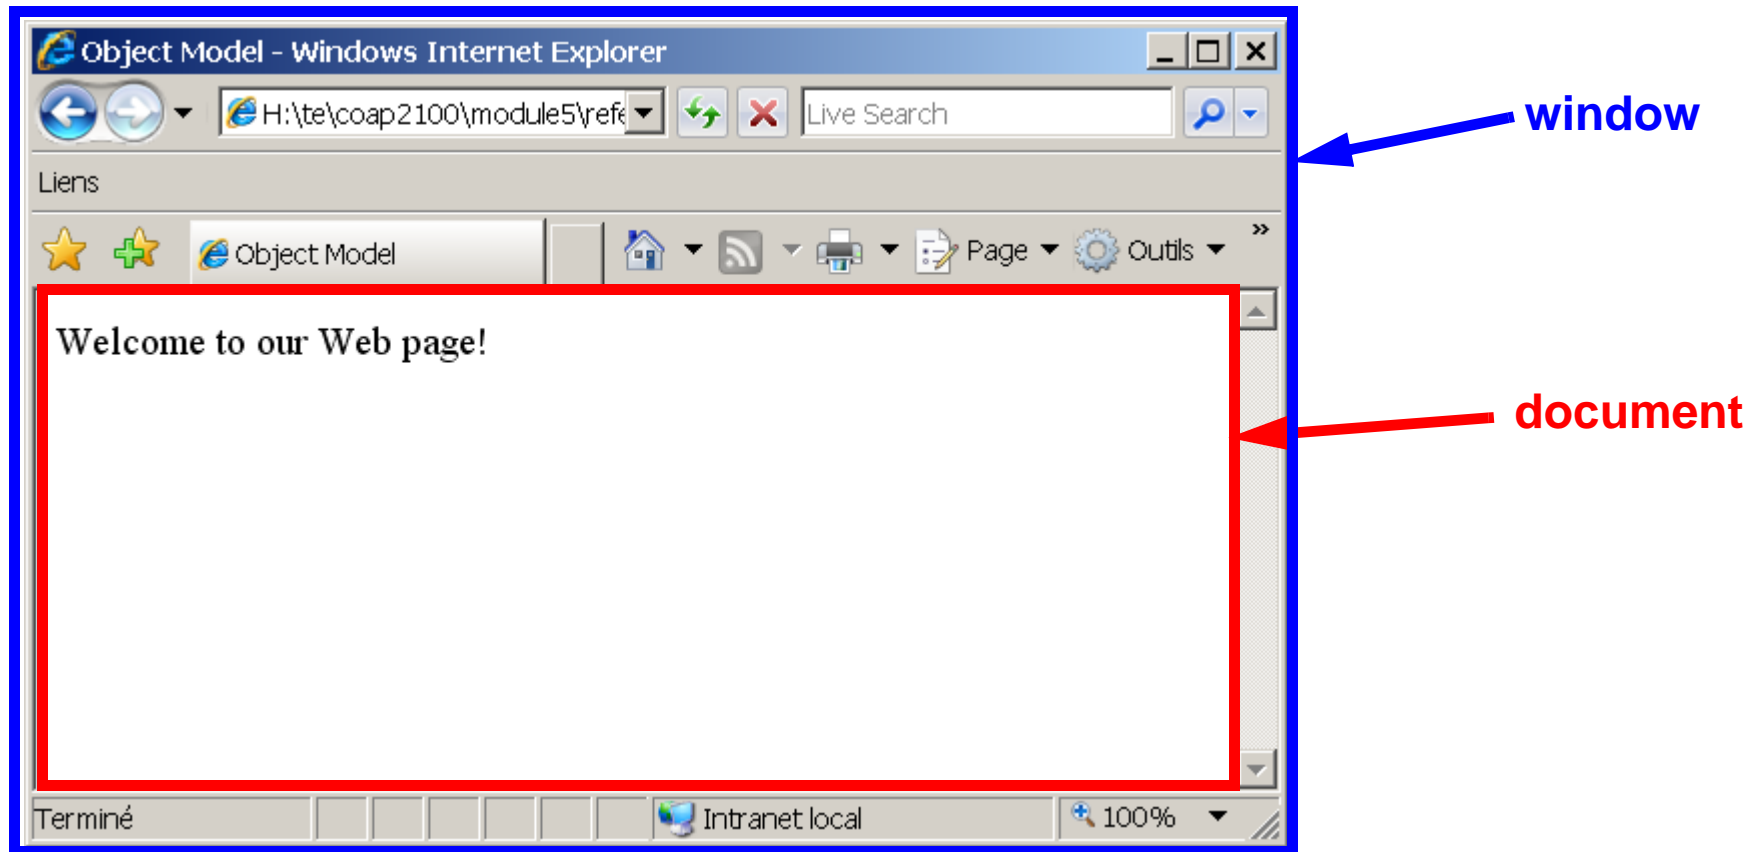 Object Model - Windows Internet Explorer
H:\te\coap2100\module5\refe
Live Search
window
Liens
Object Model
Page
Outils
»
Welcome to our Web page!
document
Terminé
Intranet local
100%